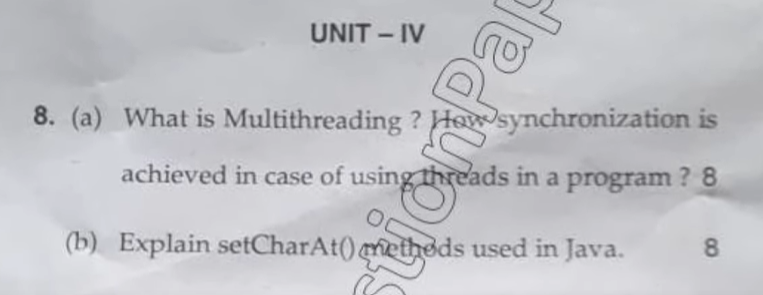 UNIT – IV
8. (a) What is Multithreading ? How synchronization is
achieved in case of using threads in a program ? 8
(b) Explain setCharAt() methods used in Java. 8
stionPap